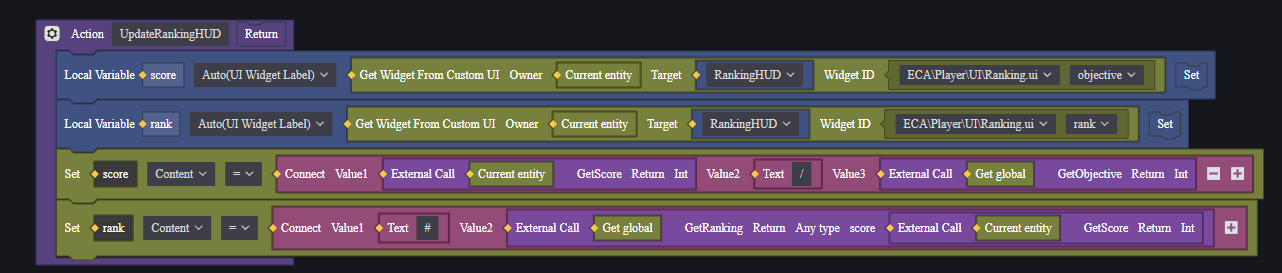 Action UpdateRankingHUD Return
Local Variable score Auto(UI Widget Label) Get Widget From Custom UI Owner Current entity Target RankingHUD Widget ID ECA\Player\UI\Ranking.ui objective Set
Local Variable rank Auto(UI Widget Label) Get Widget From Custom UI Owner Current entity Target RankingHUD Widget ID ECA\Player\UI\Ranking.ui rank Set
Set score Content = Connect Value1 External Call Current entity GetScore Return Int Value2 Text / Value3 External Call Get global GetObjective Return Int
Set rank Content = Connect Value1 Text # Value2 External Call Get global GetRanking Return Any type score External Call Current entity GetScore Return Int